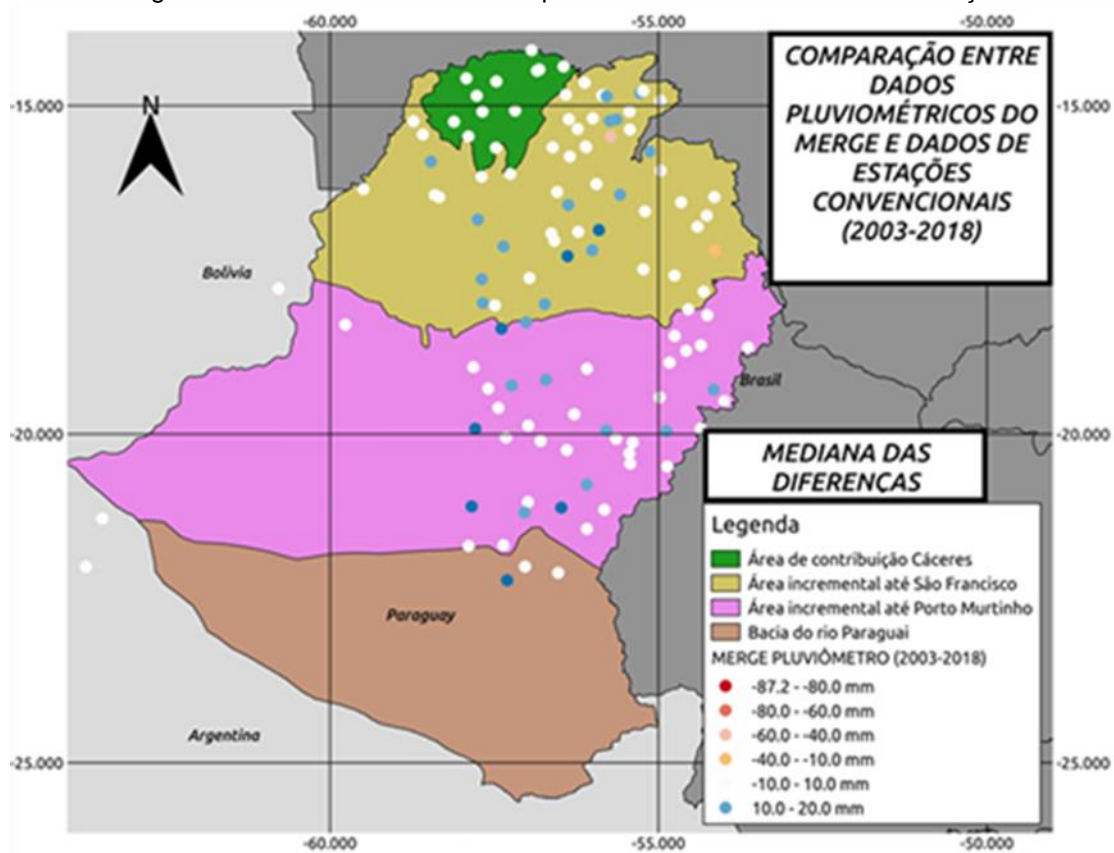 -60.000
-55.000
-50.000
COMPARAÇÃO ENTRE
DADOS
PLUVIOMÉTRICOS DO
MERGE E DADOS DE
ESTAÇÕES
CONVENCIONAIS
(2003-2018)
N
-15.000
-15.000
Bolívia
Brasil
-20.000
-20.000
MEDIANA DAS
DIFERENÇAS
Legenda
Área de contribuição Cáceres
Área incremental até São Francisco
Área incremental até Porto Murtinho
Bacia do rio Paraguai
MERGE PLUVIÔMETRO (2003-2018)
-87.2 - -80.0 mm
-80.0 - -60.0 mm
-60.0 - -40.0 mm
-40.0 - -10.0 mm
-10.0 - 10.0 mm
10.0 - 20.0 mm
Paraguay
Argentina
-25.000
-25.000
-60.000
-55.000
-50.000